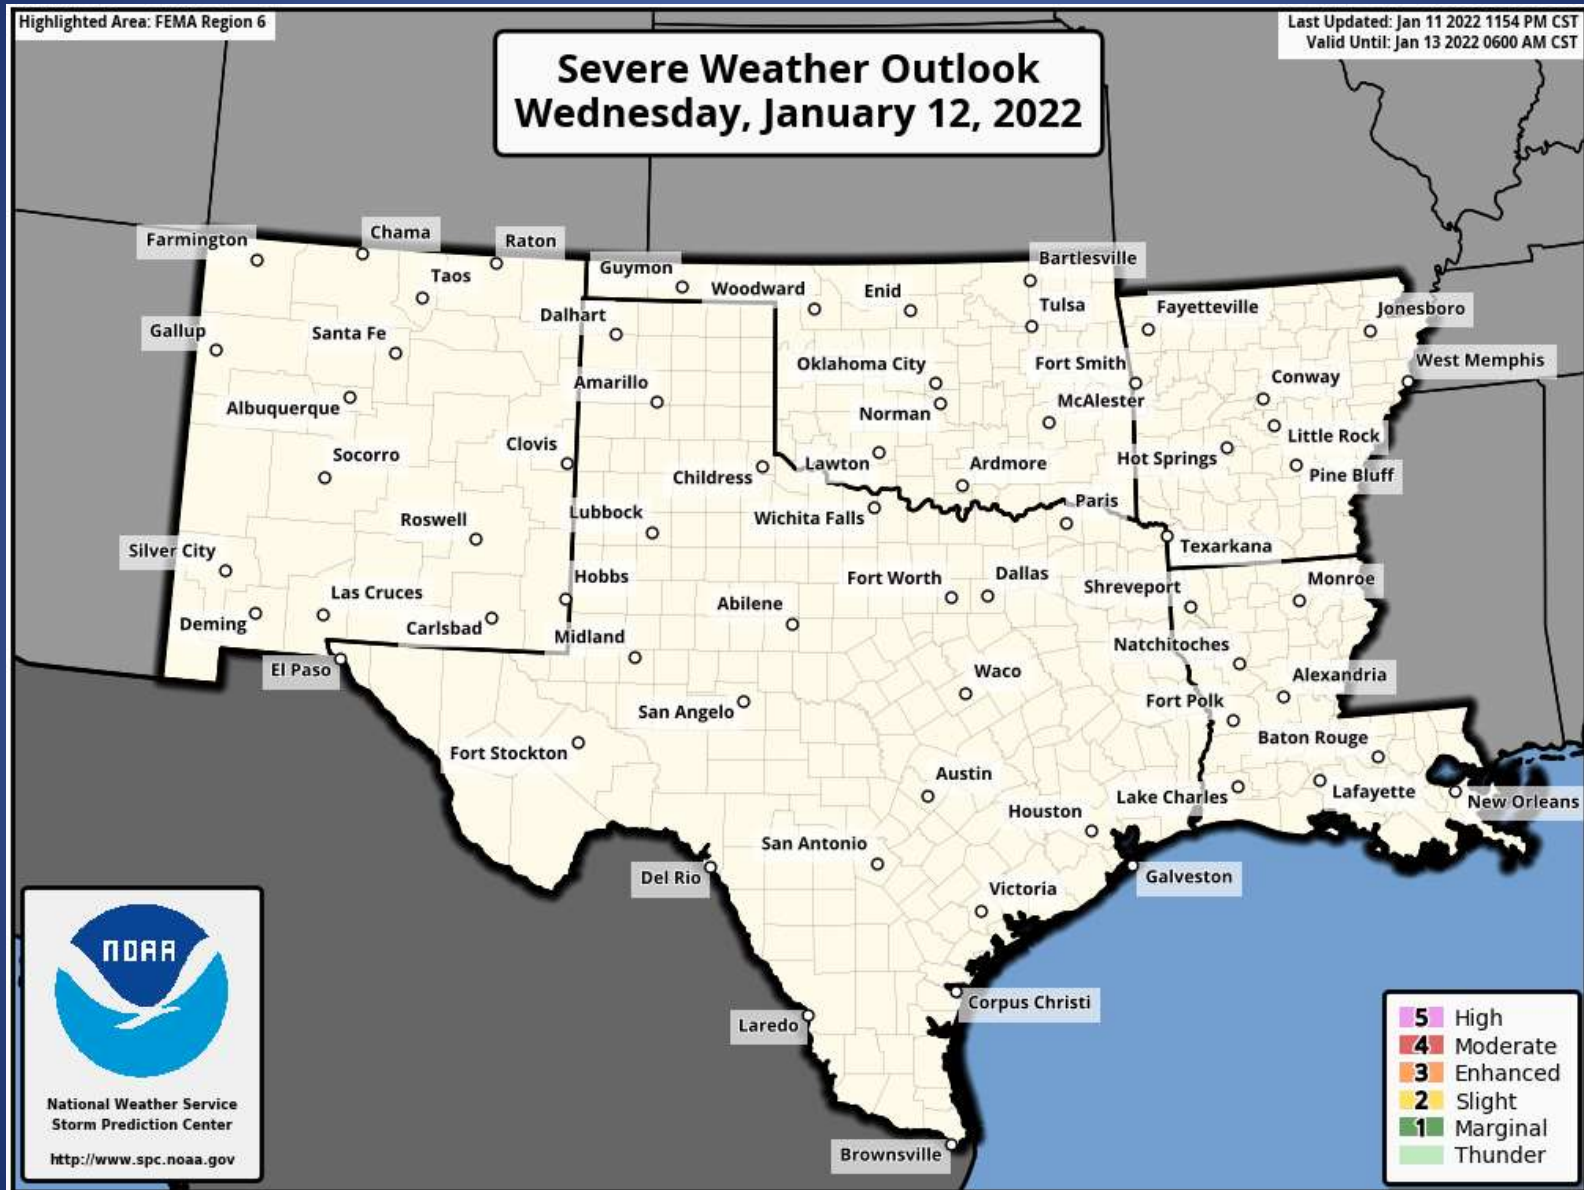 Highlighted Area: FEMA Region 6
Last Updated: Jan 11 2022 1154 PM CST
Valid Until: Jan 13 2022 0600 AM CST
Severe Weather Outlook
Wednesday, January 12, 2022
Farmington
Chama
Raton
Taos
Guymon
Woodward
Enid
Bartlesville
Tulsa
Fayetteville
Jonesboro
Gallup
Santa Fe
Dalhart
Oklahoma City
Fort Smith
West Memphis
Albuquerque
Amarillo
Norman
McAlester
Conway
Socorro
Clovis
Childress
Lawton
Ardmore
Hot Springs
Little Rock
Pine Bluff
Roswell
Lubbock
Wichita Falls
Paris
Texarkana
Silver City
Las Cruces
Hobbs
Abilene
Fort Worth
Dallas
Shreveport
Monroe
Deming
Carlsbad
Midland
Natchitoches
El Paso
San Angelo
Waco
Fort Polk
Alexandria
Fort Stockton
Austin
Baton Rouge
Houston
Lake Charles
Lafayette
New Orleans
San Antonio
Del Rio
Victoria
Galveston
Laredo
Corpus Christi
Brownsville
NOAA
National Weather Service
Storm Prediction Center
http://www.spc.noaa.gov
5 High
4 Moderate
3 Enhanced
2 Slight
1 Marginal
Thunder